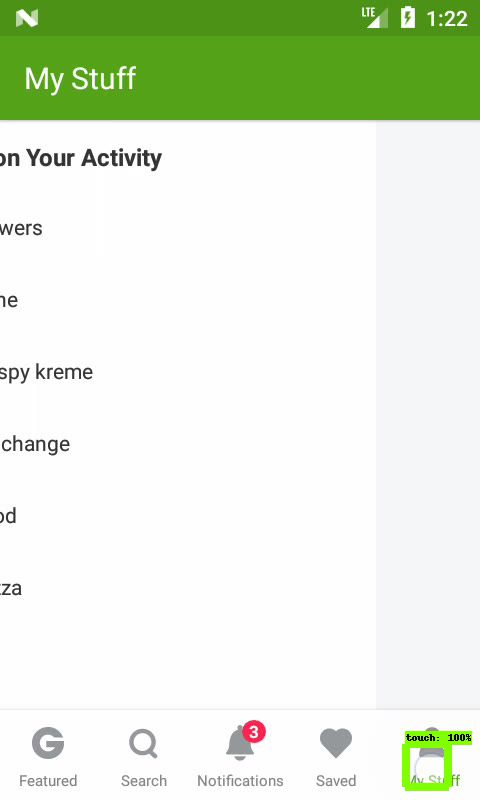 LTE 1:22
My Stuff
on Your Activity
wers
ne
spy kreme
change
od
zza
3
touch: 100%
Featured Search Notifications Saved My Stuff